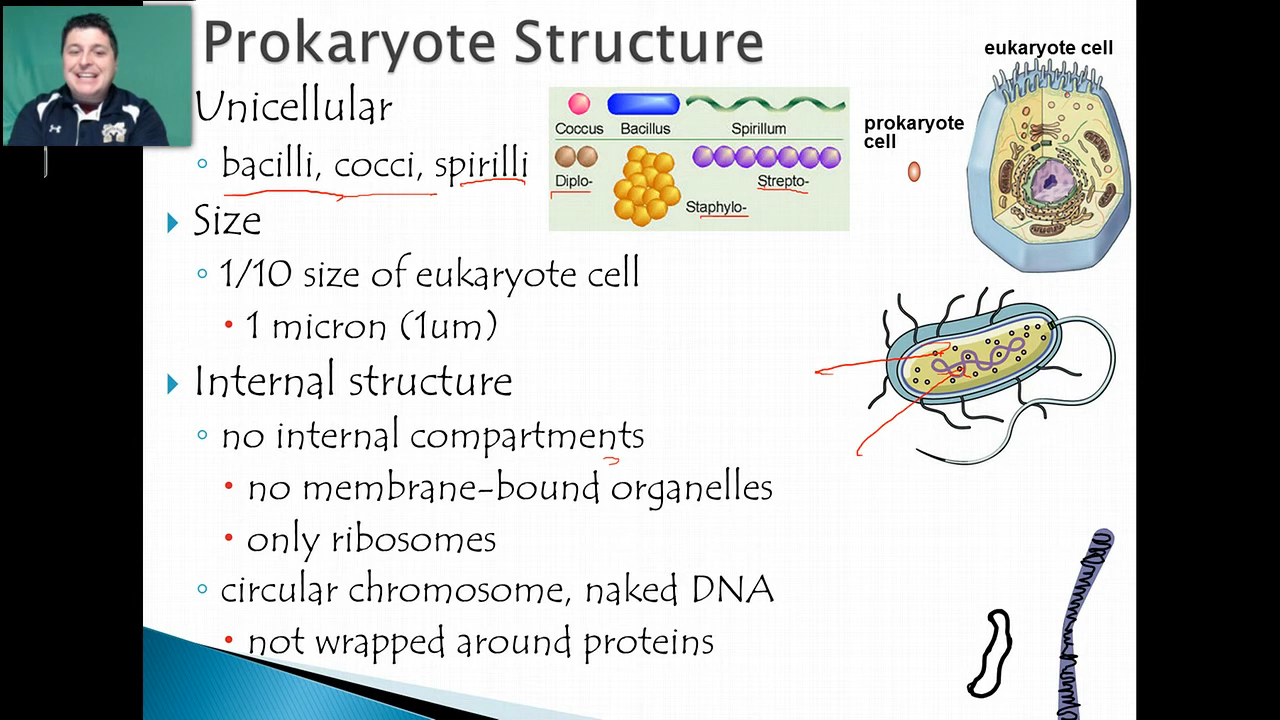 Prokaryote Structure
Unicellular
bacilli, cocci, spirilli
Size
1/10 size of eukaryote cell
1 micron (1um)
Internal structure
no internal compartments
no membrane-bound organelles
only ribosomes
circular chromosome, naked DNA
not wrapped around proteins
Coccus Bacillus Spirillum
Diplo- Staphylo- Strepto-
eukaryote cell
prokaryote
cell